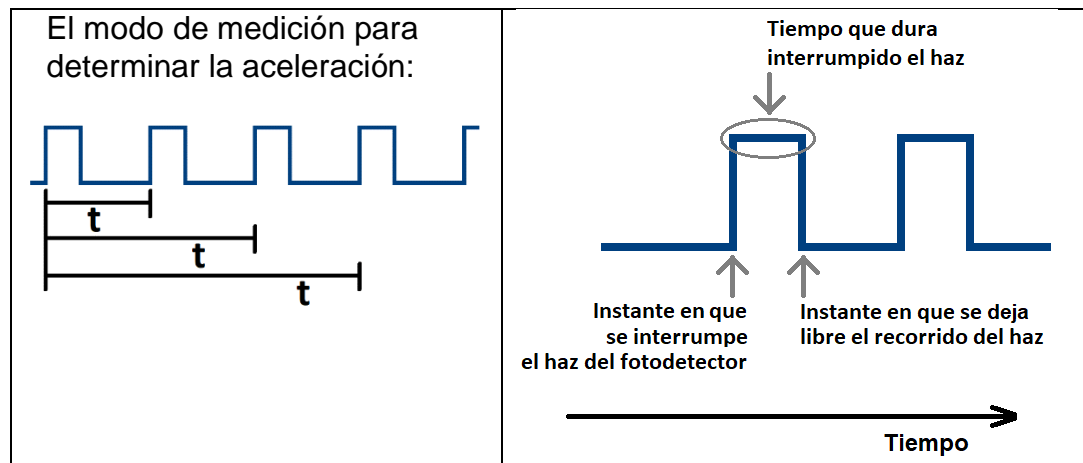 El modo de medición para
determinar la aceleración:
t
t
t
Tiempo que dura
interrumpido el haz
Instante en que
se interrumpe
el haz del fotodetector
Instante en que se deja
libre el recorrido del haz
Tiempo